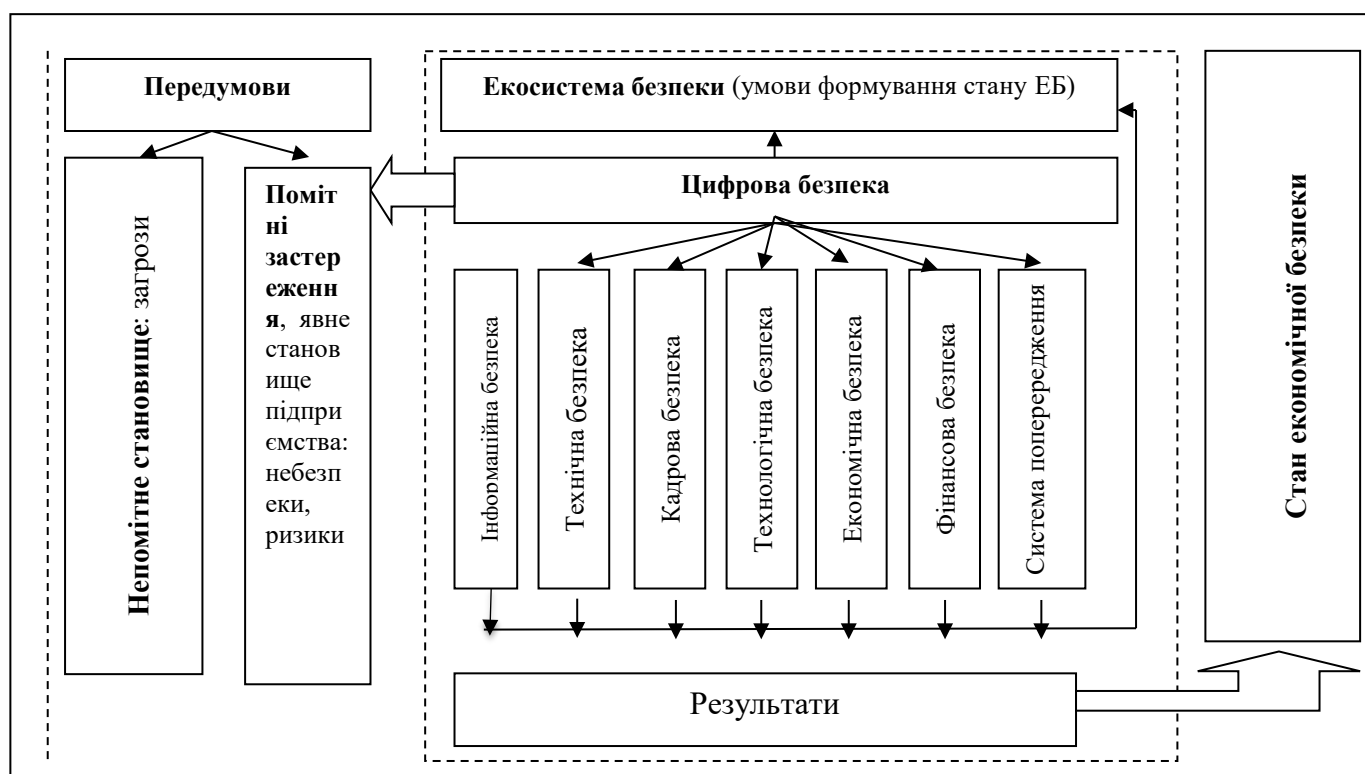 Передумови
Екосистема безпеки (умови формування стану ЕБ)
Цифрова безпека
Непомітне становище: загрози
Поміт
ні
застер
еженн
я, явне
станов
ище
підпри
ємства:
небезп
еки,
ризики
Інформаційна безпека
Технічна безпека
Кадрова безпека
Технологічна безпека
Економічна безпека
Фінансова безпека
Система попередження
Результати
Стан економічної безпеки